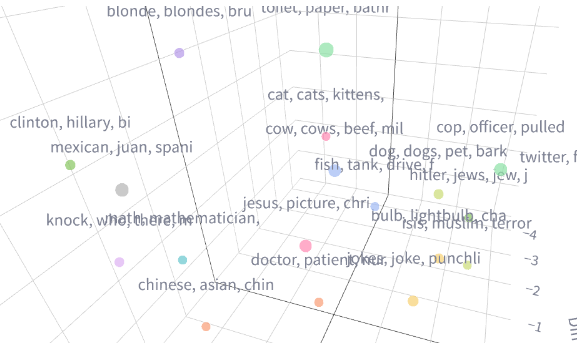 blonde, blondes, bru
toilet, paper, bathr
cat, cats, kittens,
clinton, hillary, bi
cow, cows, beef, mil
cop, officer, pulled
mexican, juan, spani
dog, dogs, pet, bark
twitter, f
fish, tank, drive, f
hitler, jews, jew, j
jesus, picture, chri
knock, who, there, m
math, mathematician,
bulb, lightbulb, cha
isis, muslim, terror
-4
doctor, patient, nur
jokes, joke, punchli
-3
chinese, asian, chin
-2
-1